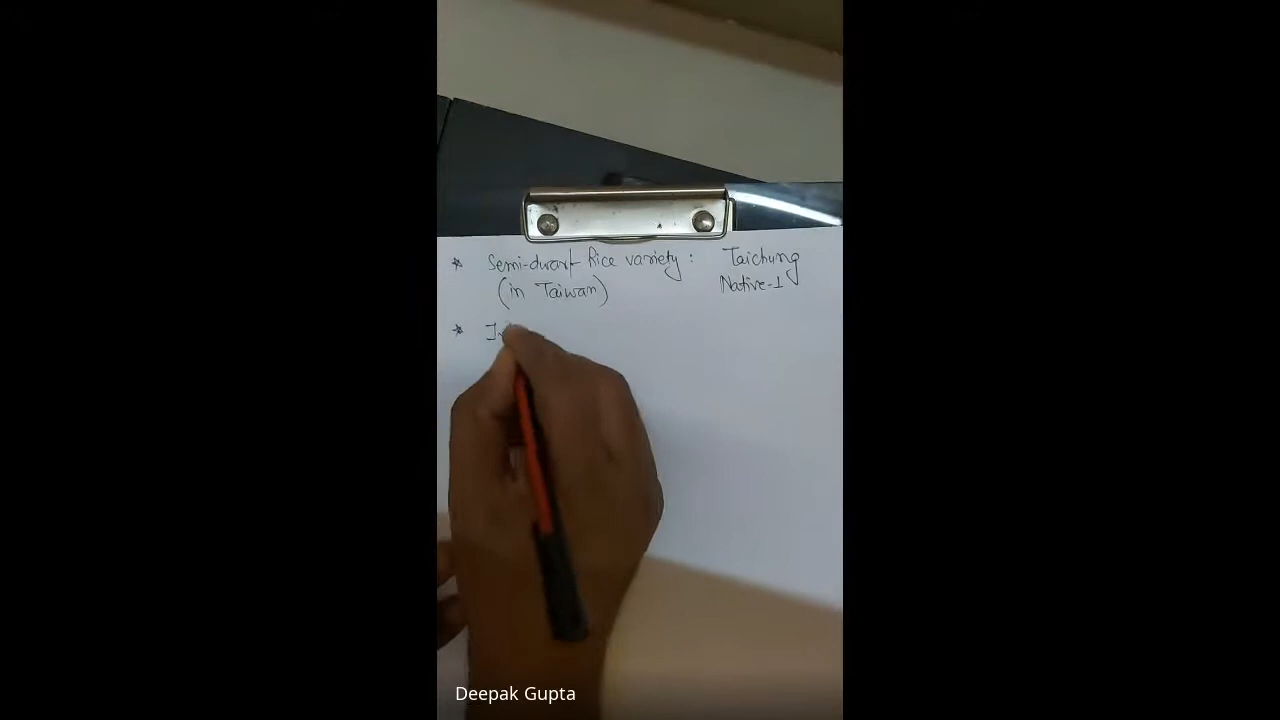 * Semi-dwarf Rice variety : Taichung
(in Taiwan) Native-1
*
Deepak Gupta